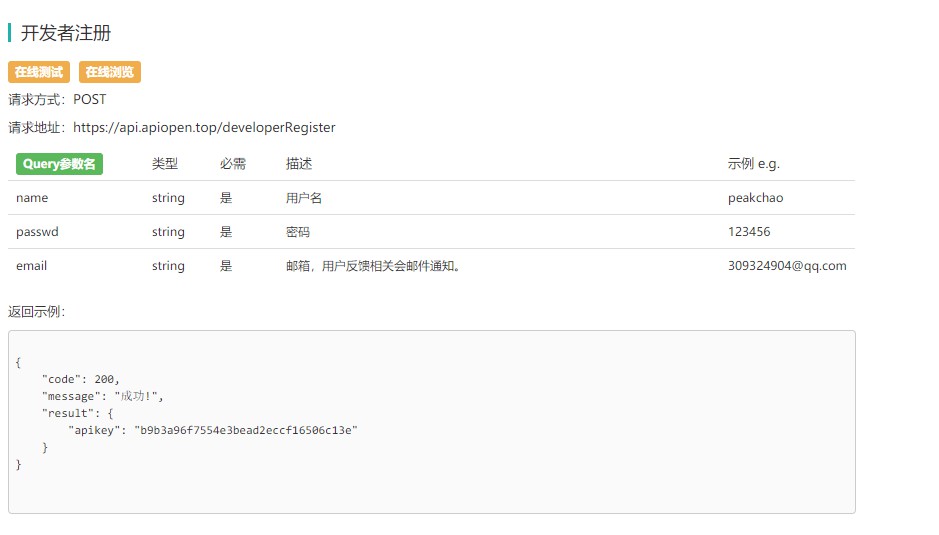 开发者注册
在线测试 在线浏览
请求方式：POST
请求地址：https://api.apiopen.top/developerRegister
Query参数名 类型 必需 描述 示例 e.g.
name string 是 用户名 peakchao
passwd string 是 密码 123456
email string 是 邮箱，用户反馈相关会邮件通知。 309324904@qq.com
返回示例：
{
    "code": 200,
    "message": "成功!",
    "result": {
        "apikey": "b9b3a96f7554e3bead2eccf16506c13e"
    }
}